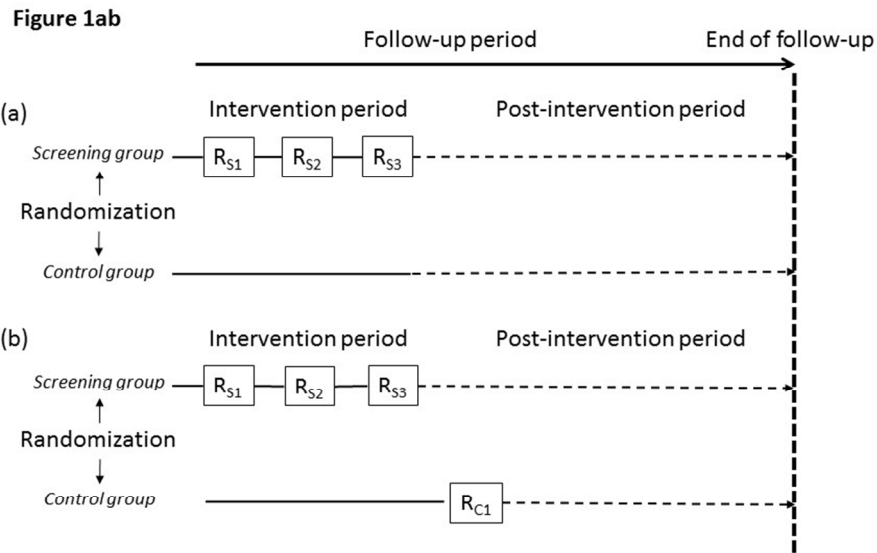 Figure 1ab
Follow-up period
End of follow-up
(a)
Intervention period
Post-intervention period
Screening group
RS1
RS2
RS3
Randomization
Control group
(b)
Intervention period
Post-intervention period
Screening group
RS1
RS2
RS3
Randomization
Control group
RC1